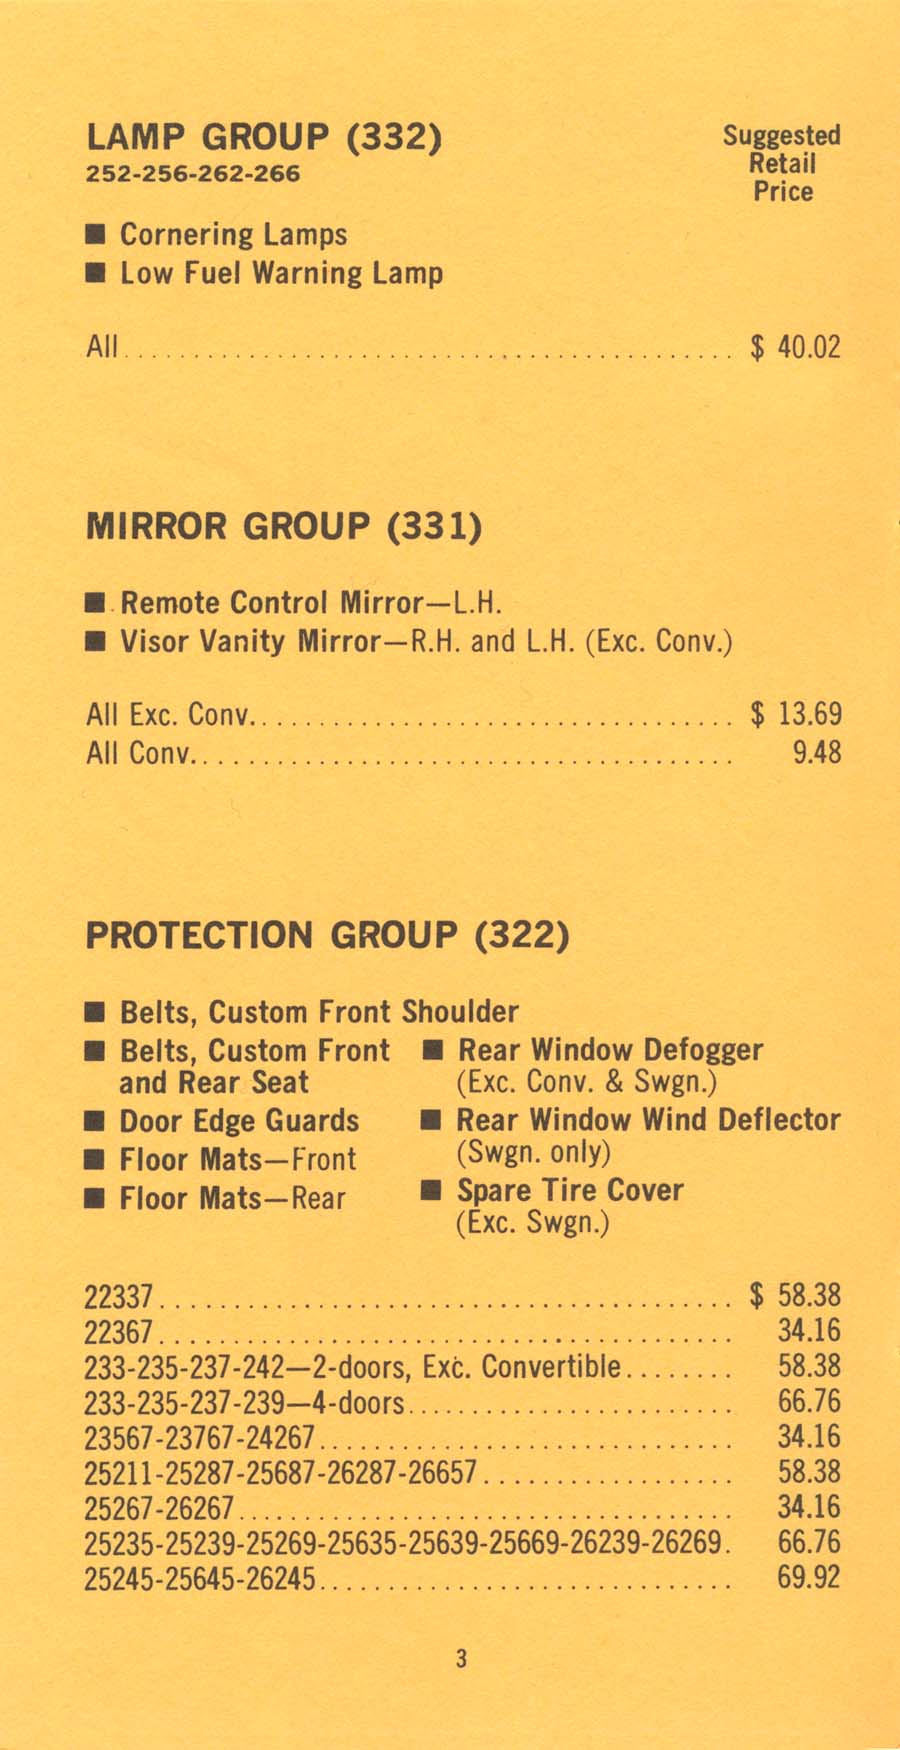 LAMP GROUP (332)
252-256-262-266
Suggested
Retail
Price
■ Cornering Lamps
■ Low Fuel Warning Lamp
All............................................ $ 40.02
MIRROR GROUP (331)
■ Remote Control Mirror—L.H.
■ Visor Vanity Mirror—R.H. and L.H. (Exc. Conv.)
All Exc. Conv................................... $ 13.69
All Conv....................................... 9.48
PROTECTION GROUP (322)
■ Belts, Custom Front Shoulder
■ Belts, Custom Front
and Rear Seat
■ Door Edge Guards
■ Floor Mats—Front
■ Floor Mats—Rear
■ Rear Window Defogger
(Exc. Conv. & Swgn.)
■ Rear Window Wind Deflector
(Swgn. only)
■ Spare Tire Cover
(Exc. Swgn.)
22337......................................... $ 58.38
22367......................................... 34.16
233-235-237-242—2-doors, Exc. Convertible........ 58.38
233-235-237-239—4-doors........................ 66.76
23567-23767-24267.............................. 34.16
25211-25287-25687-26287-26657.................. 58.38
25267-26267.................................... 34.16
25235-25239-25269-25635-25639-25669-26239-26269. 66.76
25245-25645-26245.............................. 69.92
3